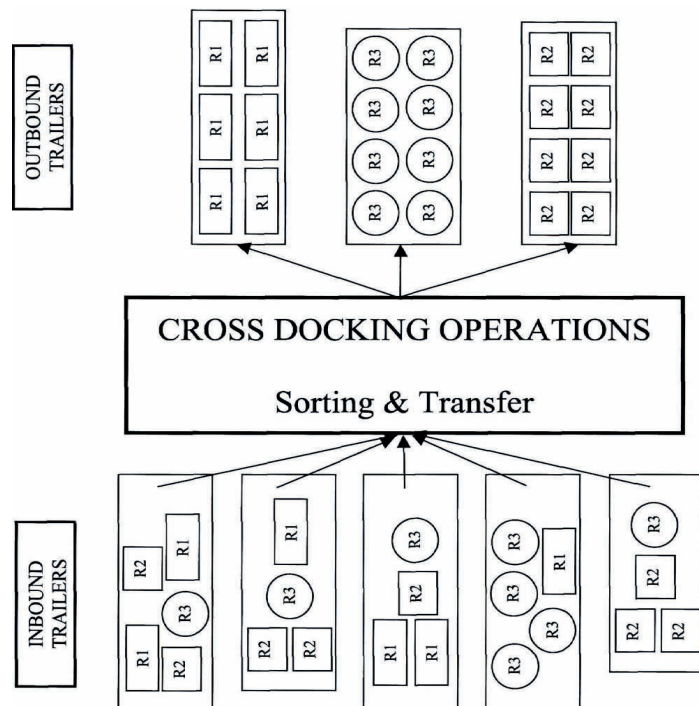 OUTBOUND
TRAILERS
R1
R1
R1
R1
R1
R1
R3
R3
R3
R3
R3
R3
R3
R3
R2
R2
R2
R2
R2
R2
R2
R2
CROSS DOCKING OPERATIONS
Sorting & Transfer
INBOUND
TRAILERS
R2
R1
R3
R1
R2
R1
R3
R2
R2
R3
R2
R1
R1
R3
R1
R3
R3
R3
R3
R2
R2
R2